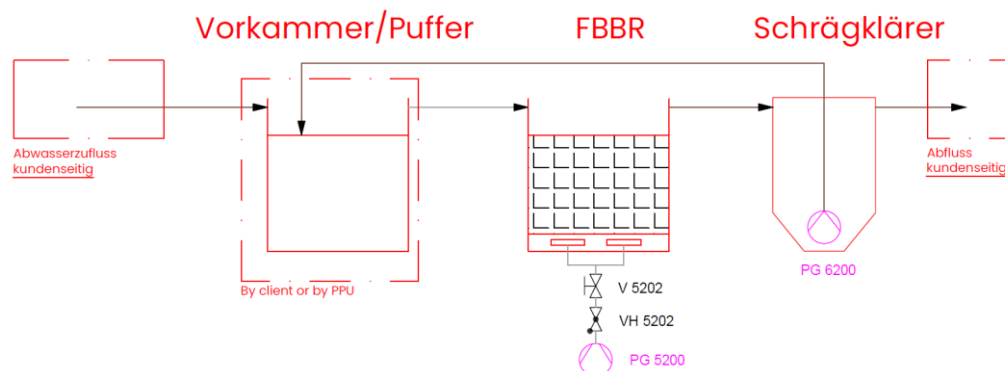 Vorkammer/Puffer
FBBR
Schrägklärer
Abwasserzufluss
kundenseitig
Abfluss
kundenseitig
By client or by PPU
PG 6200
V 5202
VH 5202
PG 5200